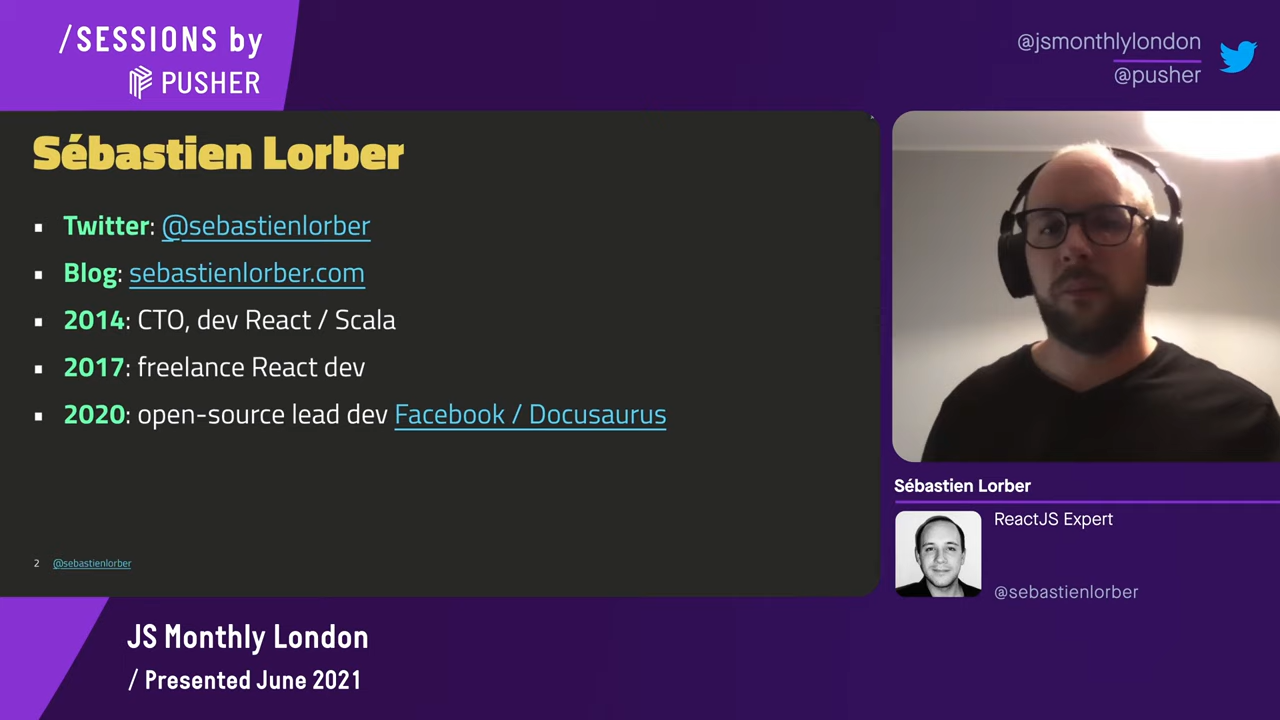 /SESSIONS by
PUSHER
@jsmonthlylondon
@pusher
Sébastien Lorber
Twitter: @sebastienlorber
Blog: sebastienlorber.com
2014: CTO, dev React / Scala
2017: freelance React dev
2020: open-source lead dev Facebook / Docusaurus
2 @sebastienlorber
Sébastien Lorber
ReactJS Expert
@sebastienlorber
JS Monthly London
/ Presented June 2021